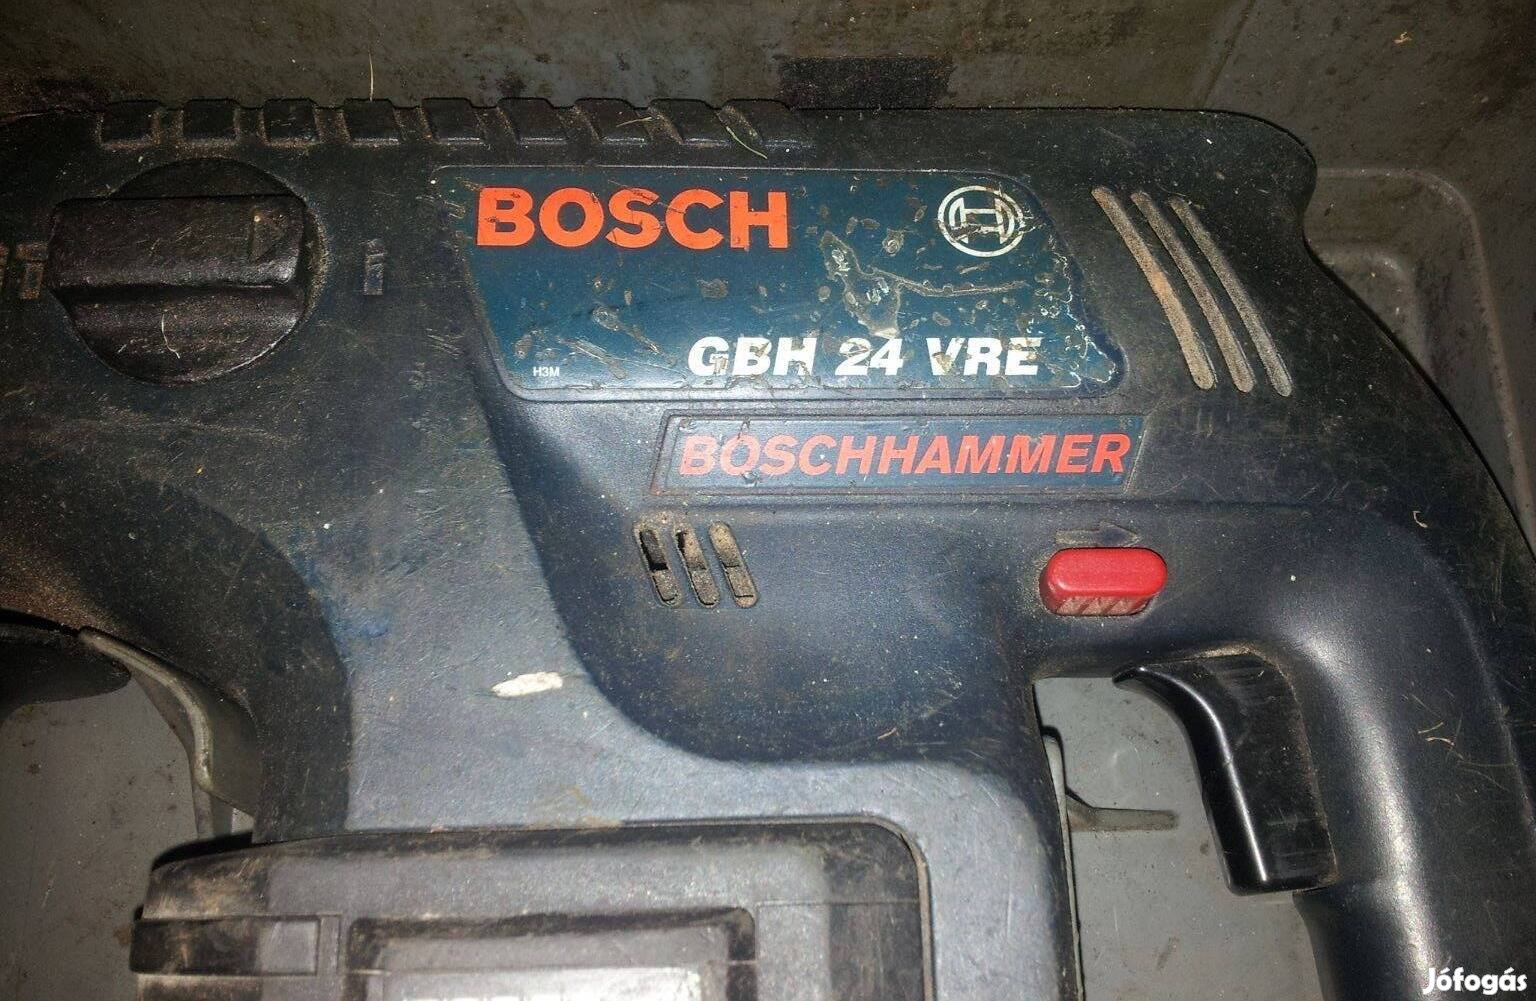 BOSCH
GBH 24 VRE
H3M
BOSCHHAMMER
Jófogás